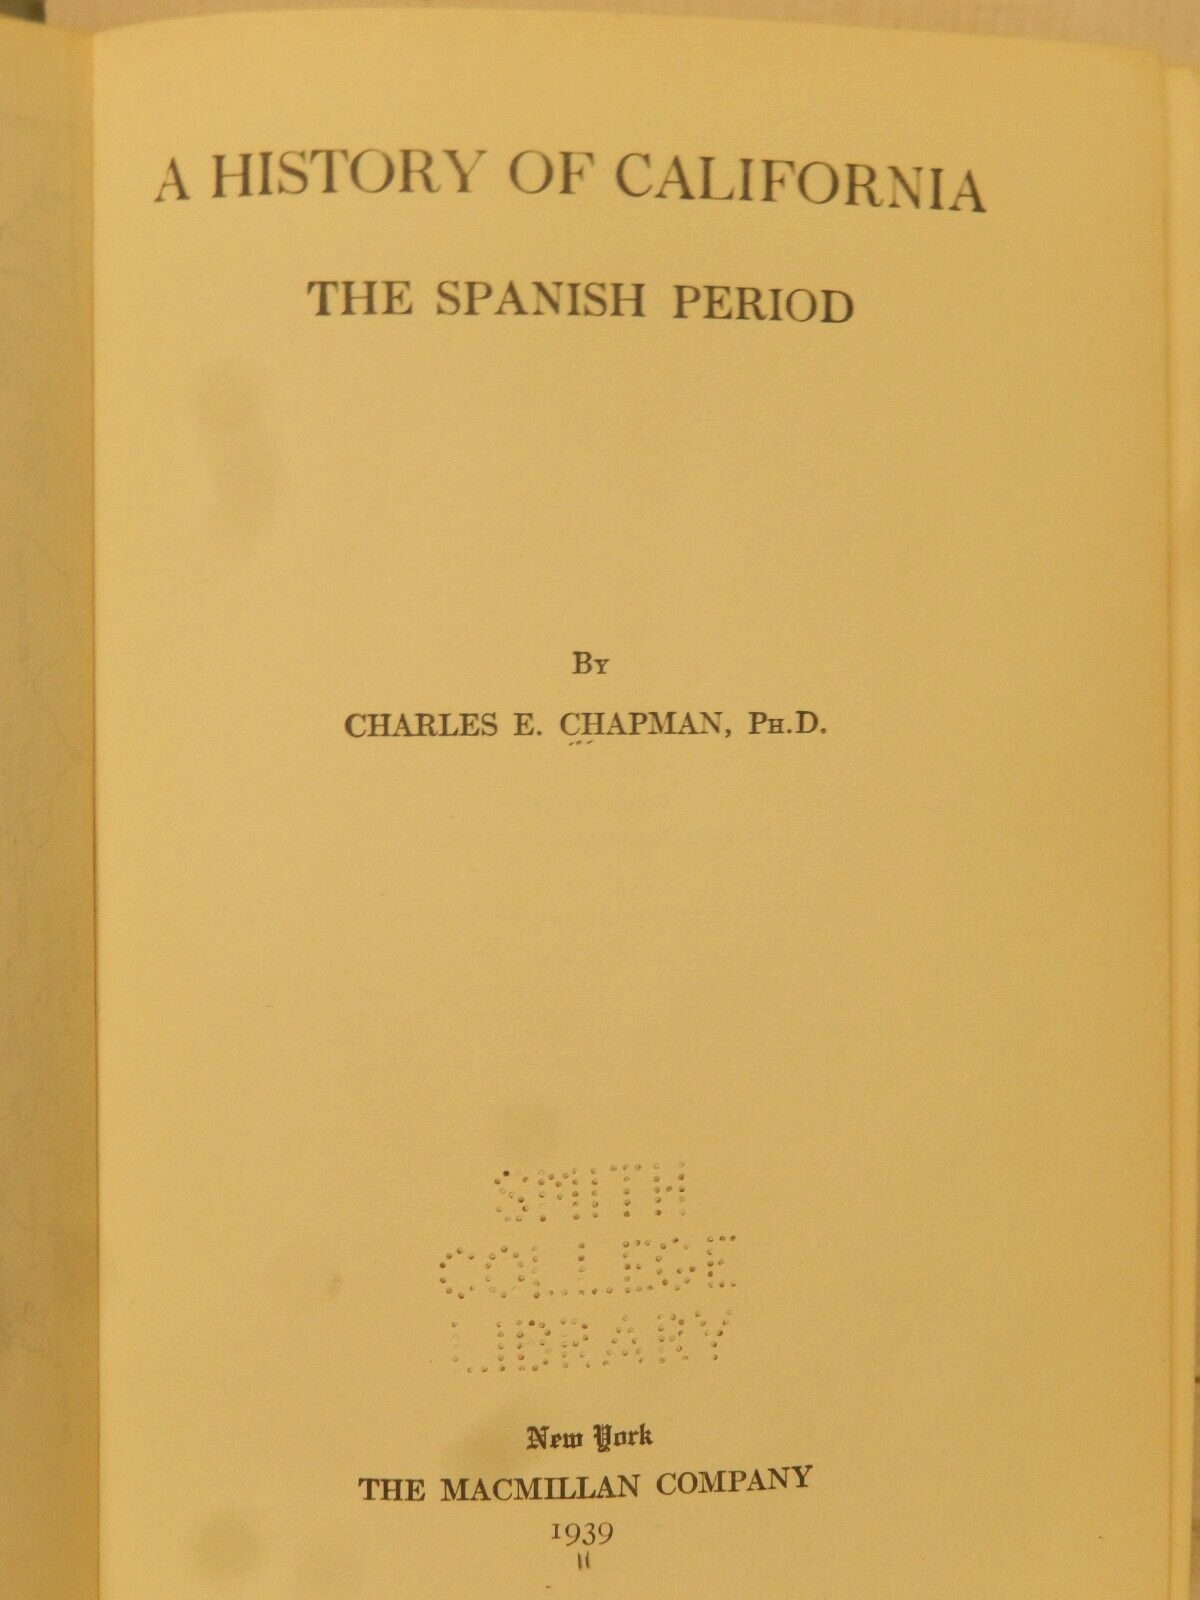 A HISTORY OF CALIFORNIA
THE SPANISH PERIOD
By
CHARLES E. CHAPMAN, Ph.D.
SMITH
COLLEGE
LIBRARY
New York
THE MACMILLAN COMPANY
1939